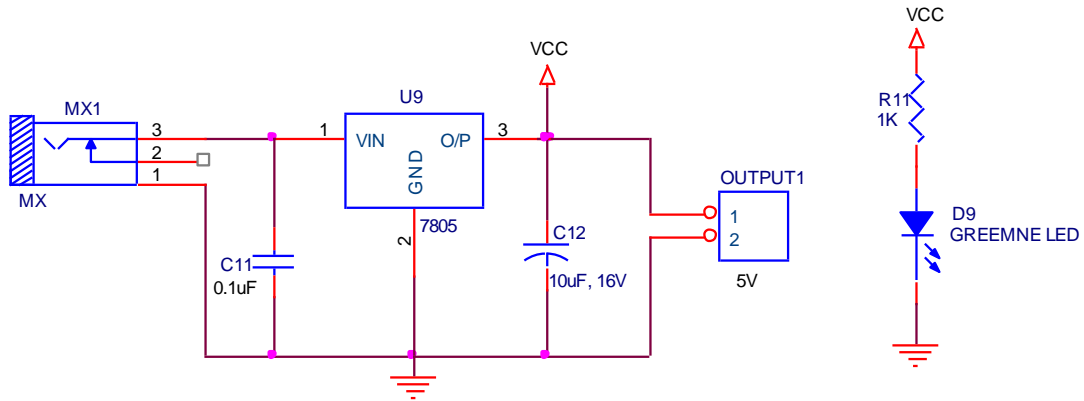 VCC
VCC
U9
MX1
R11
1K
3
1
VIN
O/P
3
2
GND
1
OUTPUT1
MX
1
7805
2
C12
2
D9
GREEMNE LED
C11
0.1uF
10uF, 16V
5V